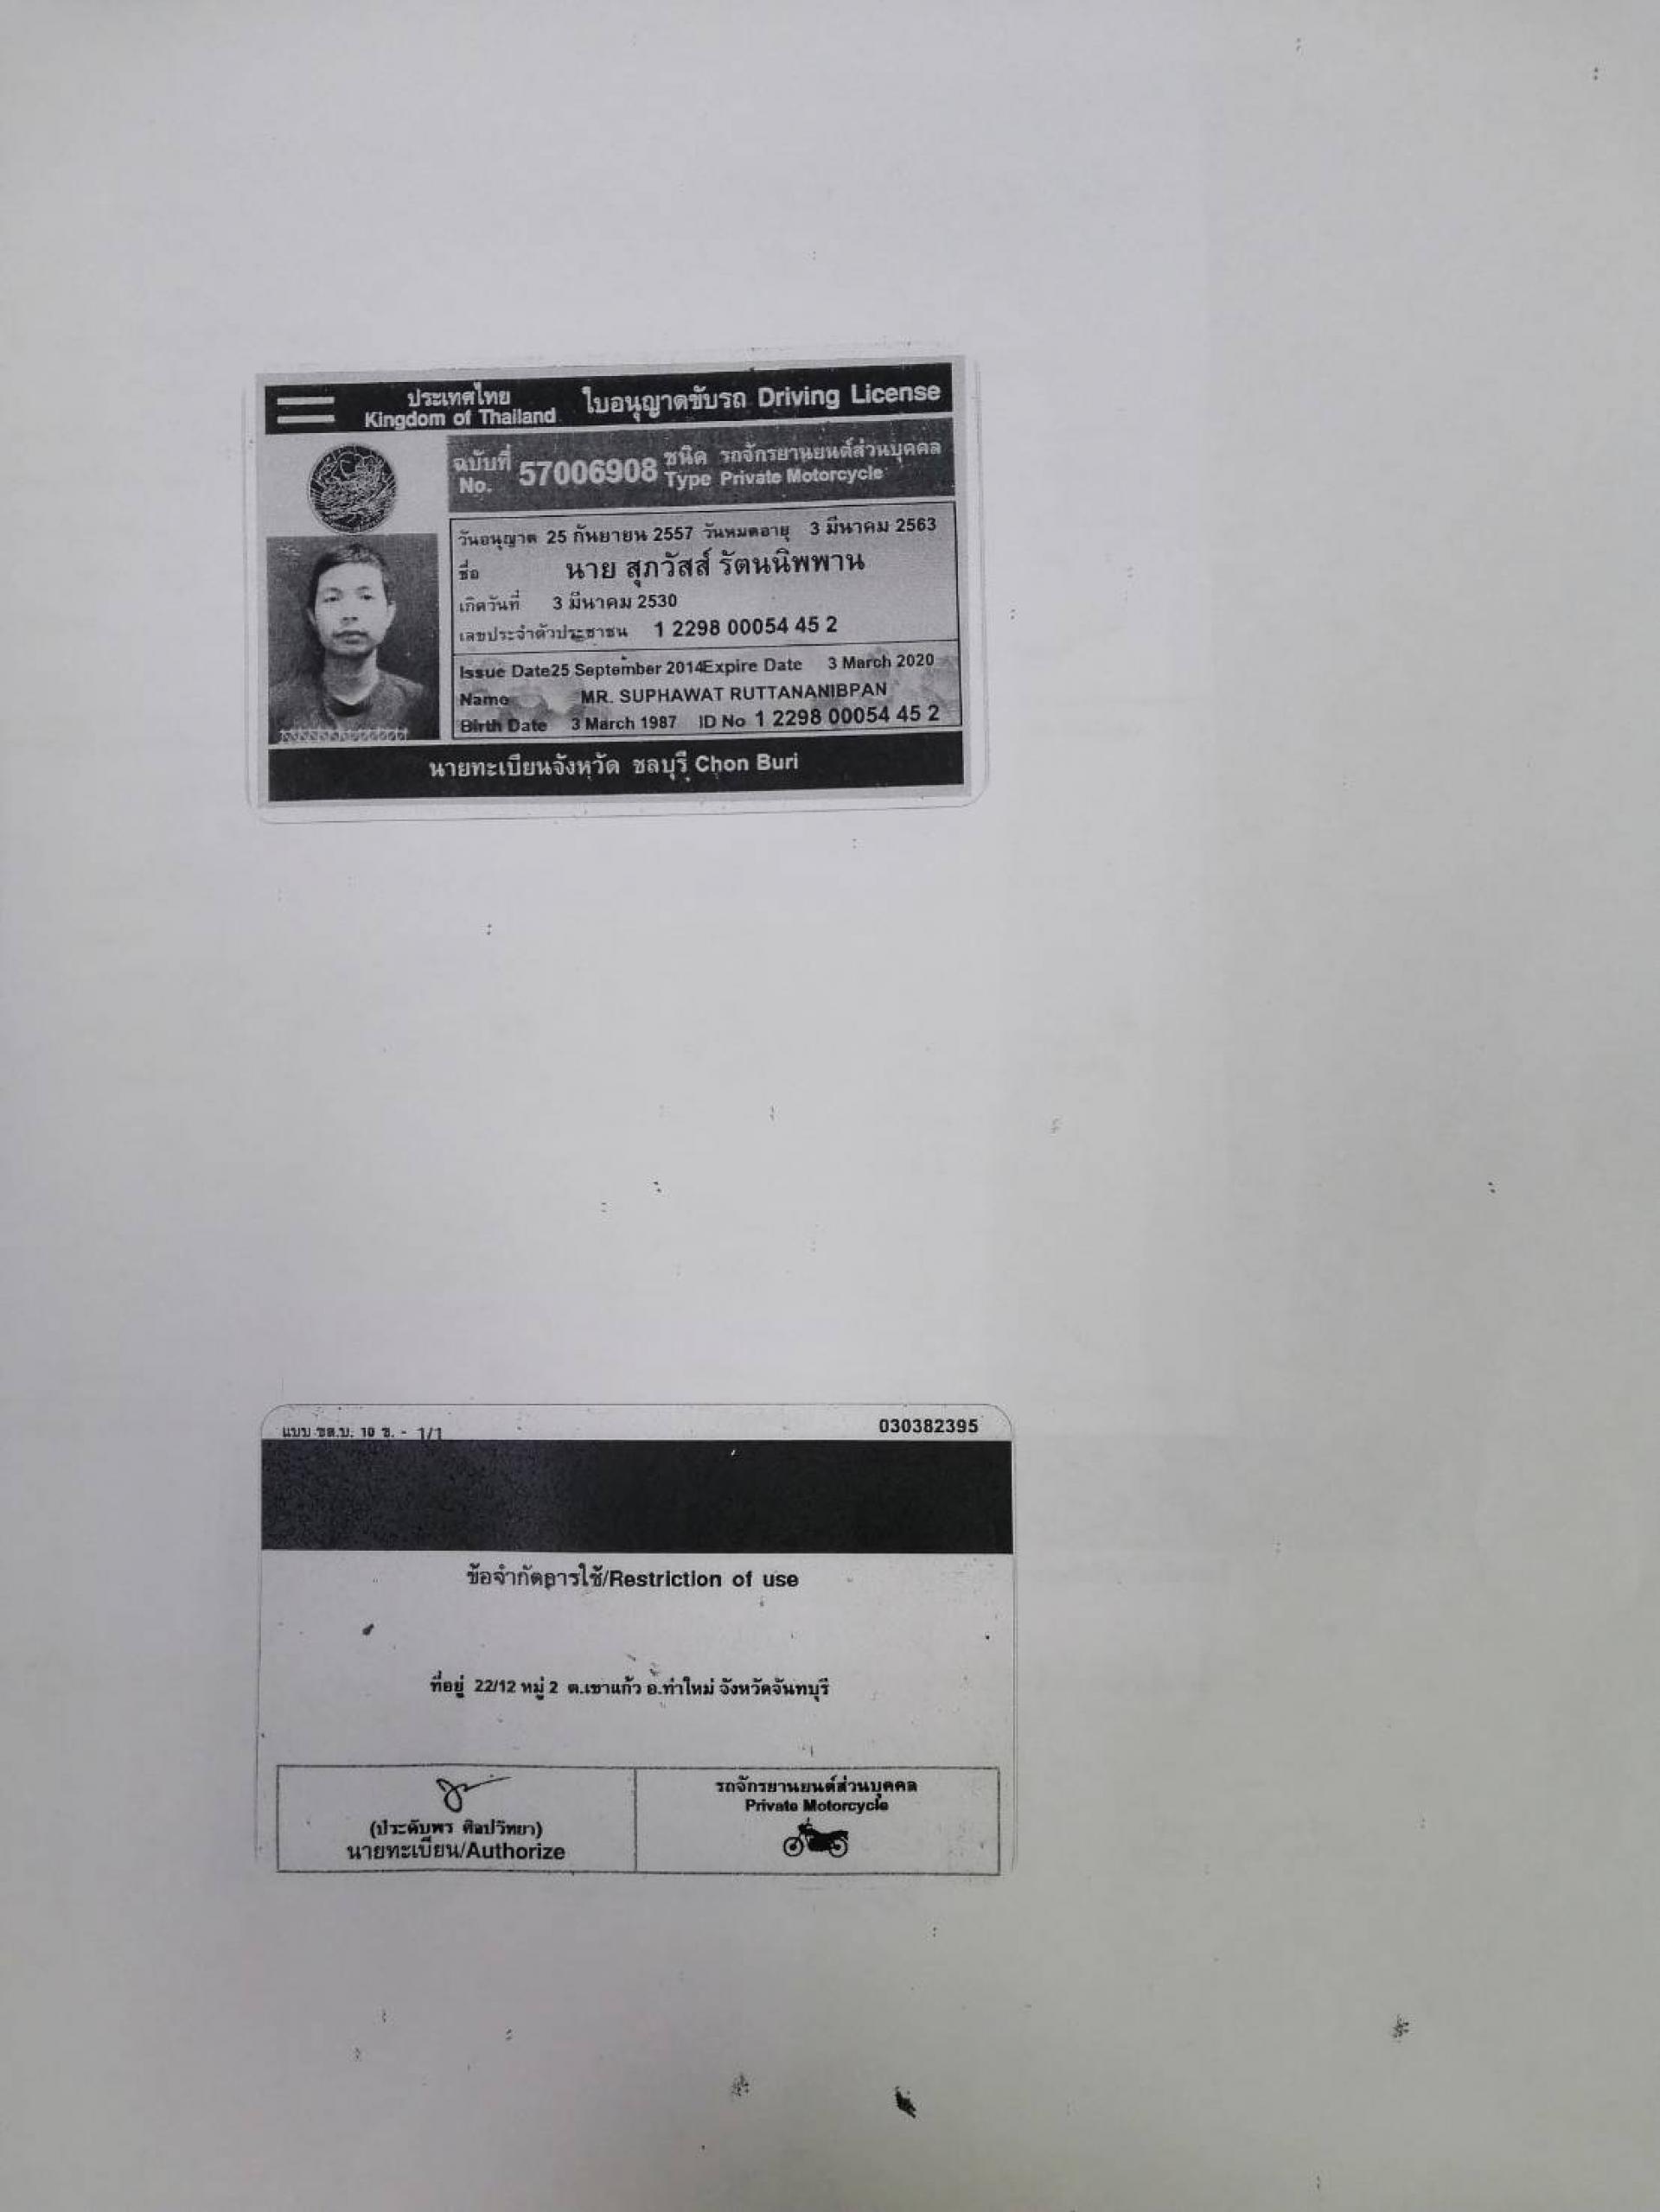 ประเทศไทย ใบอนุญาตขับรถ Driving License
Kingdom of Thailand
ฉบับที่ 57006908 ชนิด รถจักรยานยนต์ส่วนบุคคล
No. Type Private Motorcycle
วันอนุญาต 25 กันยายน 2557 วันหมดอายุ 3 มีนาคม 2563
ชื่อ นาย สุภวัสส์ รัตนนิพพาน
เกิดวันที่ 3 มีนาคม 2530
เลขประจำตัวประชาชน 1 2298 00054 45 2
Issue Date 25 September 2014 Expire Date 3 March 2020
Name MR. SUPHAWAT RUTTANANIBPAN
Birth Date 3 March 1987 ID No 1 2298 00054 45 2
นายทะเบียนจังหวัด ชลบุรี Chon Buri
แบบ ขส.บ. 10 ข. - 1/1 030382395
ข้อจำกัดการใช้/Restriction of use
ที่อยู่ 22/12 หมู่ 2 ต.เขาแก้ว อ.ท่าใหม่ จังหวัดจันทบุรี
รถจักรยานยนต์ส่วนบุคคล
Private Motorcycle
(ประดับพร ศิลปวิทยา)
นายทะเบียน/Authorize